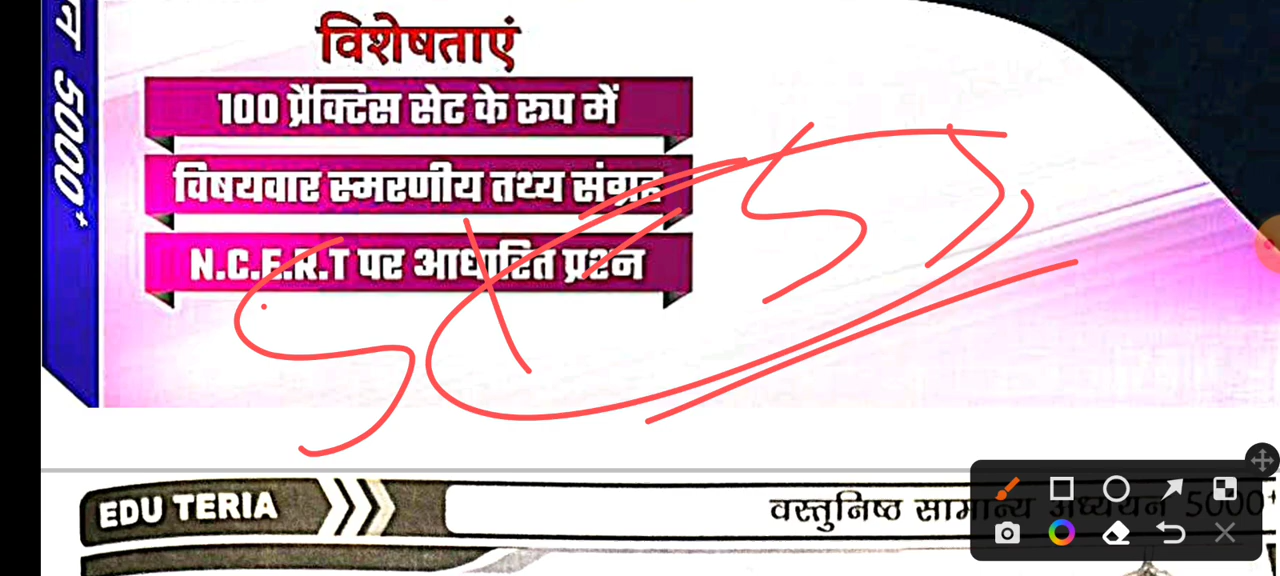 न 5000+
विशेषताएं
100 प्रैक्टिस सेट के रूप में
विषयवार स्मरणीय तथ्य संग्रह
N.C.E.R.T पर आधारित प्रश्न
EDU TERIA
वस्तुनिष्ठ सामान्य अध्ययन 5000+